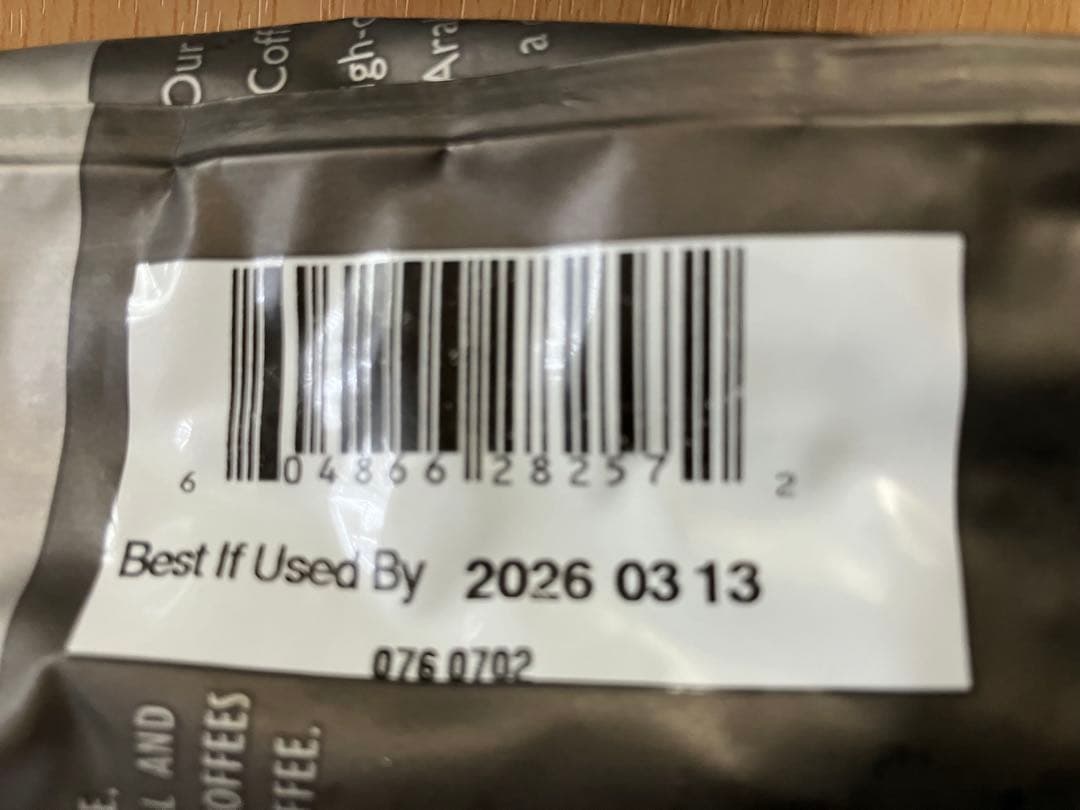 Our
Coff
igh-c
Ara
a
6 04866 28257 2
Best If Used By 2026 03 13
076 0702
E.
L AND
OFFEES
FFEE.